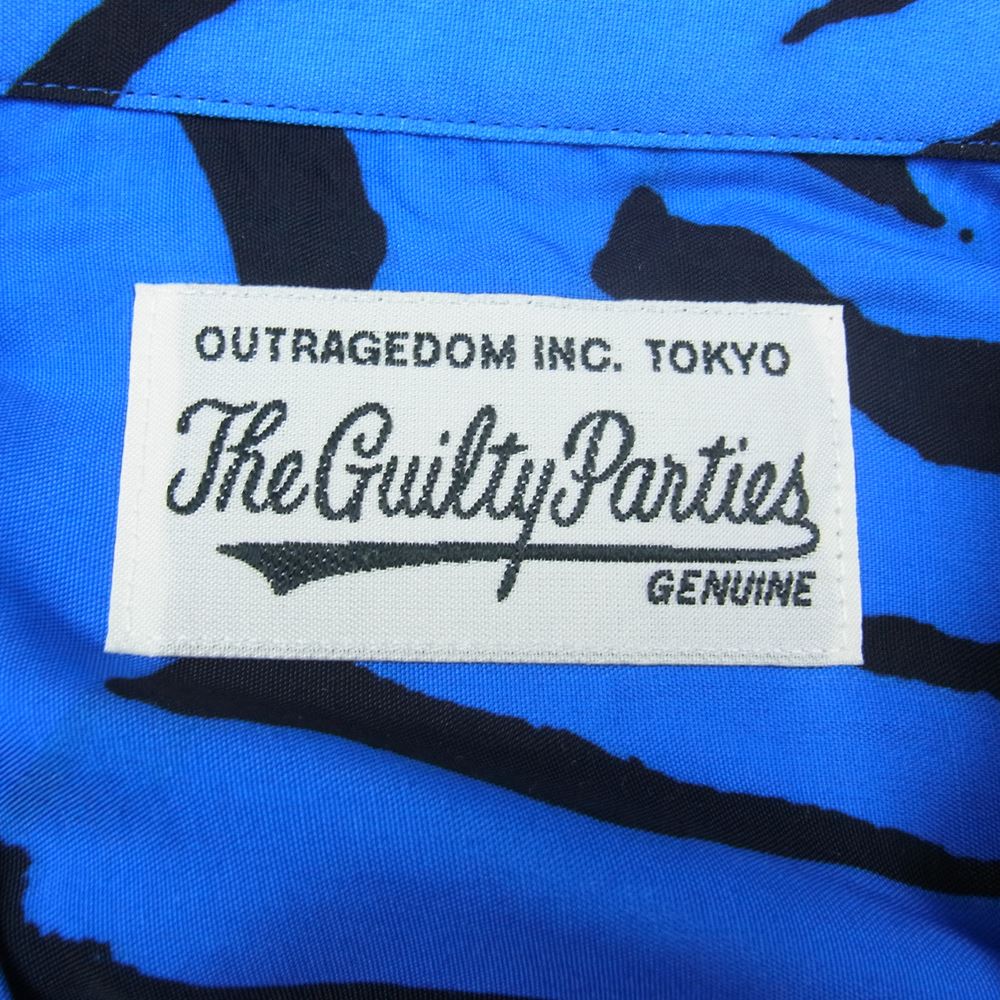 OUTRAGEDOM INC. TOKYO
The Guilty Parties
GENUINE